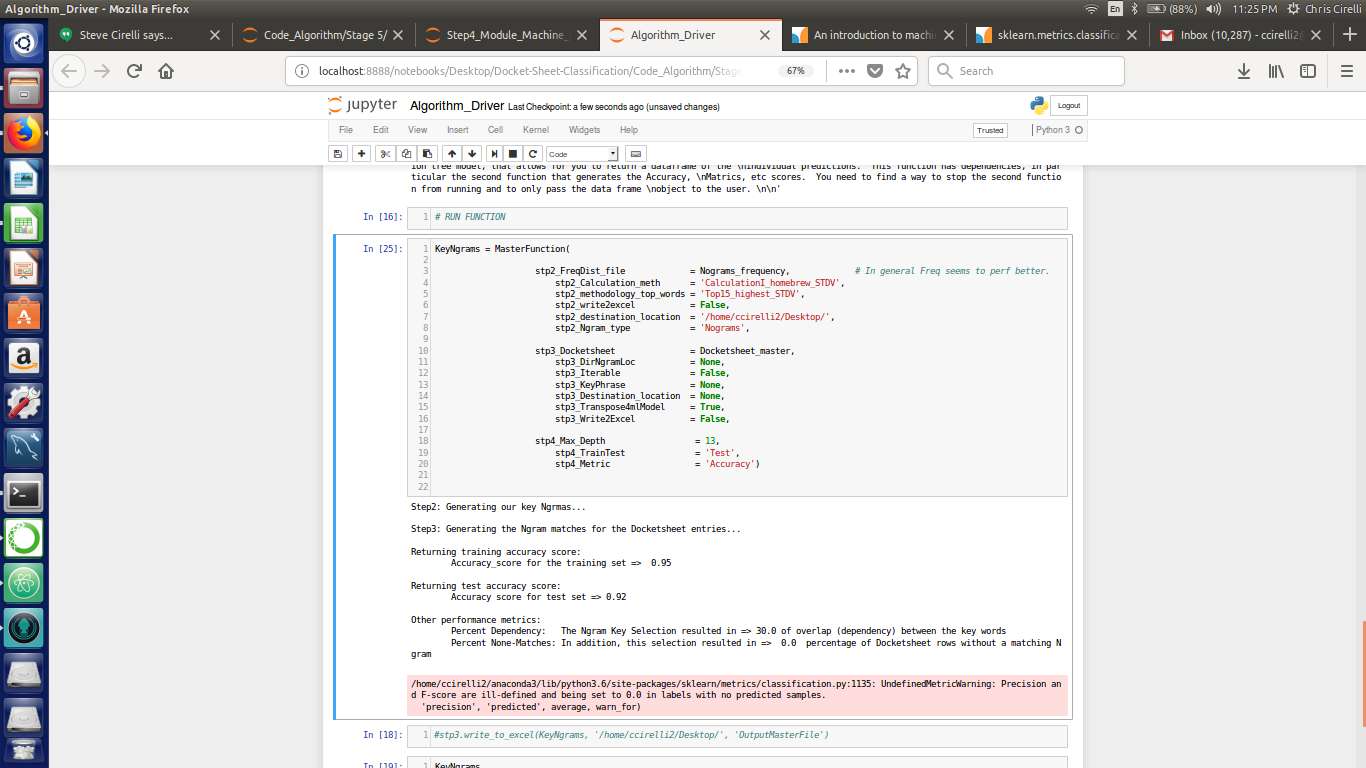 Algorithm_Driver - Mozilla Firefox
En (88%) 11:25 PM Chris Cirelli
Steve Cirelli says...
Code_Algorithm/Stage 5/
Step4_Module_Machine_
Algorithm_Driver
An introduction to machi
sklearn.metrics.classifica
Inbox (10,287) - ccirelli2@
localhost:8888/notebooks/Desktop/Docket-Sheet-Classification/Code_Algorithm/Stage 67% Search
jupyter Algorithm_Driver Last Checkpoint: a few seconds ago (unsaved changes) Logout
File Edit View Insert Cell Kernel Widgets Help Trusted Python 3
Code
ion tree model, that allows for you to return a dataframe of the \nindividual predictions. This function has dependencies, in par
ticular the second function that generates the Accuracy, \nMatrics, etc scores. You need to find a way to stop the second functio
n from running and to only pass the data frame \nobject to the user. \n\n'
In [16]: 1 # RUN FUNCTION
In [25]: 1 KeyNgrams = MasterFunction(
2
3 stp2_FreqDist_file = Nograms_frequency, # In general Freq seems to perf better.
4 stp2_Calculation_meth = 'CalculationI_homebrew_STDV',
5 stp2_methodology_top_words = 'Top15_highest_STDV',
6 stp2_write2excel = False,
7 stp2_destination_location = '/home/ccirelli2/Desktop/',
8 stp2_Ngram_type = 'Nograms',
9
10 stp3_Docketsheet = Docketsheet_master,
11 stp3_DirNgramLoc = None,
12 stp3_Iterable = False,
13 stp3_KeyPhrase = None,
14 stp3_Destination_location = None,
15 stp3_Transpose4mlModel = True,
16 stp3_Write2Excel = False,
17
18 stp4_Max_Depth = 13,
19 stp4_TrainTest = 'Test',
20 stp4_Metric = 'Accuracy')
21
22
Step2: Generating our key Ngrmas...
Step3: Generating the Ngram matches for the Docketsheet entries...
Returning training accuracy score:
Accuracy_score for the training set => 0.95
Returning test accuracy score:
Accuracy score for test set => 0.92
Other performance metrics:
Percent Dependency: The Ngram Key Selection resulted in => 30.0 of overlap (dependency) between the key words
Percent None-Matches: In addition, this selection resulted in => 0.0 percentage of Docketsheet rows without a matching N
gram
/home/ccirelli2/anaconda3/lib/python3.6/site-packages/sklearn/metrics/classification.py:1135: UndefinedMetricWarning: Precision an
d F-score are ill-defined and being set to 0.0 in labels with no predicted samples.
'precision', 'predicted', average, warn_for)
In [18]: 1 #stp3.write_to_excel(KeyNgrams, '/home/ccirelli2/Desktop/', 'OutputMasterFile')
In [19]: 1 KeyNgrams